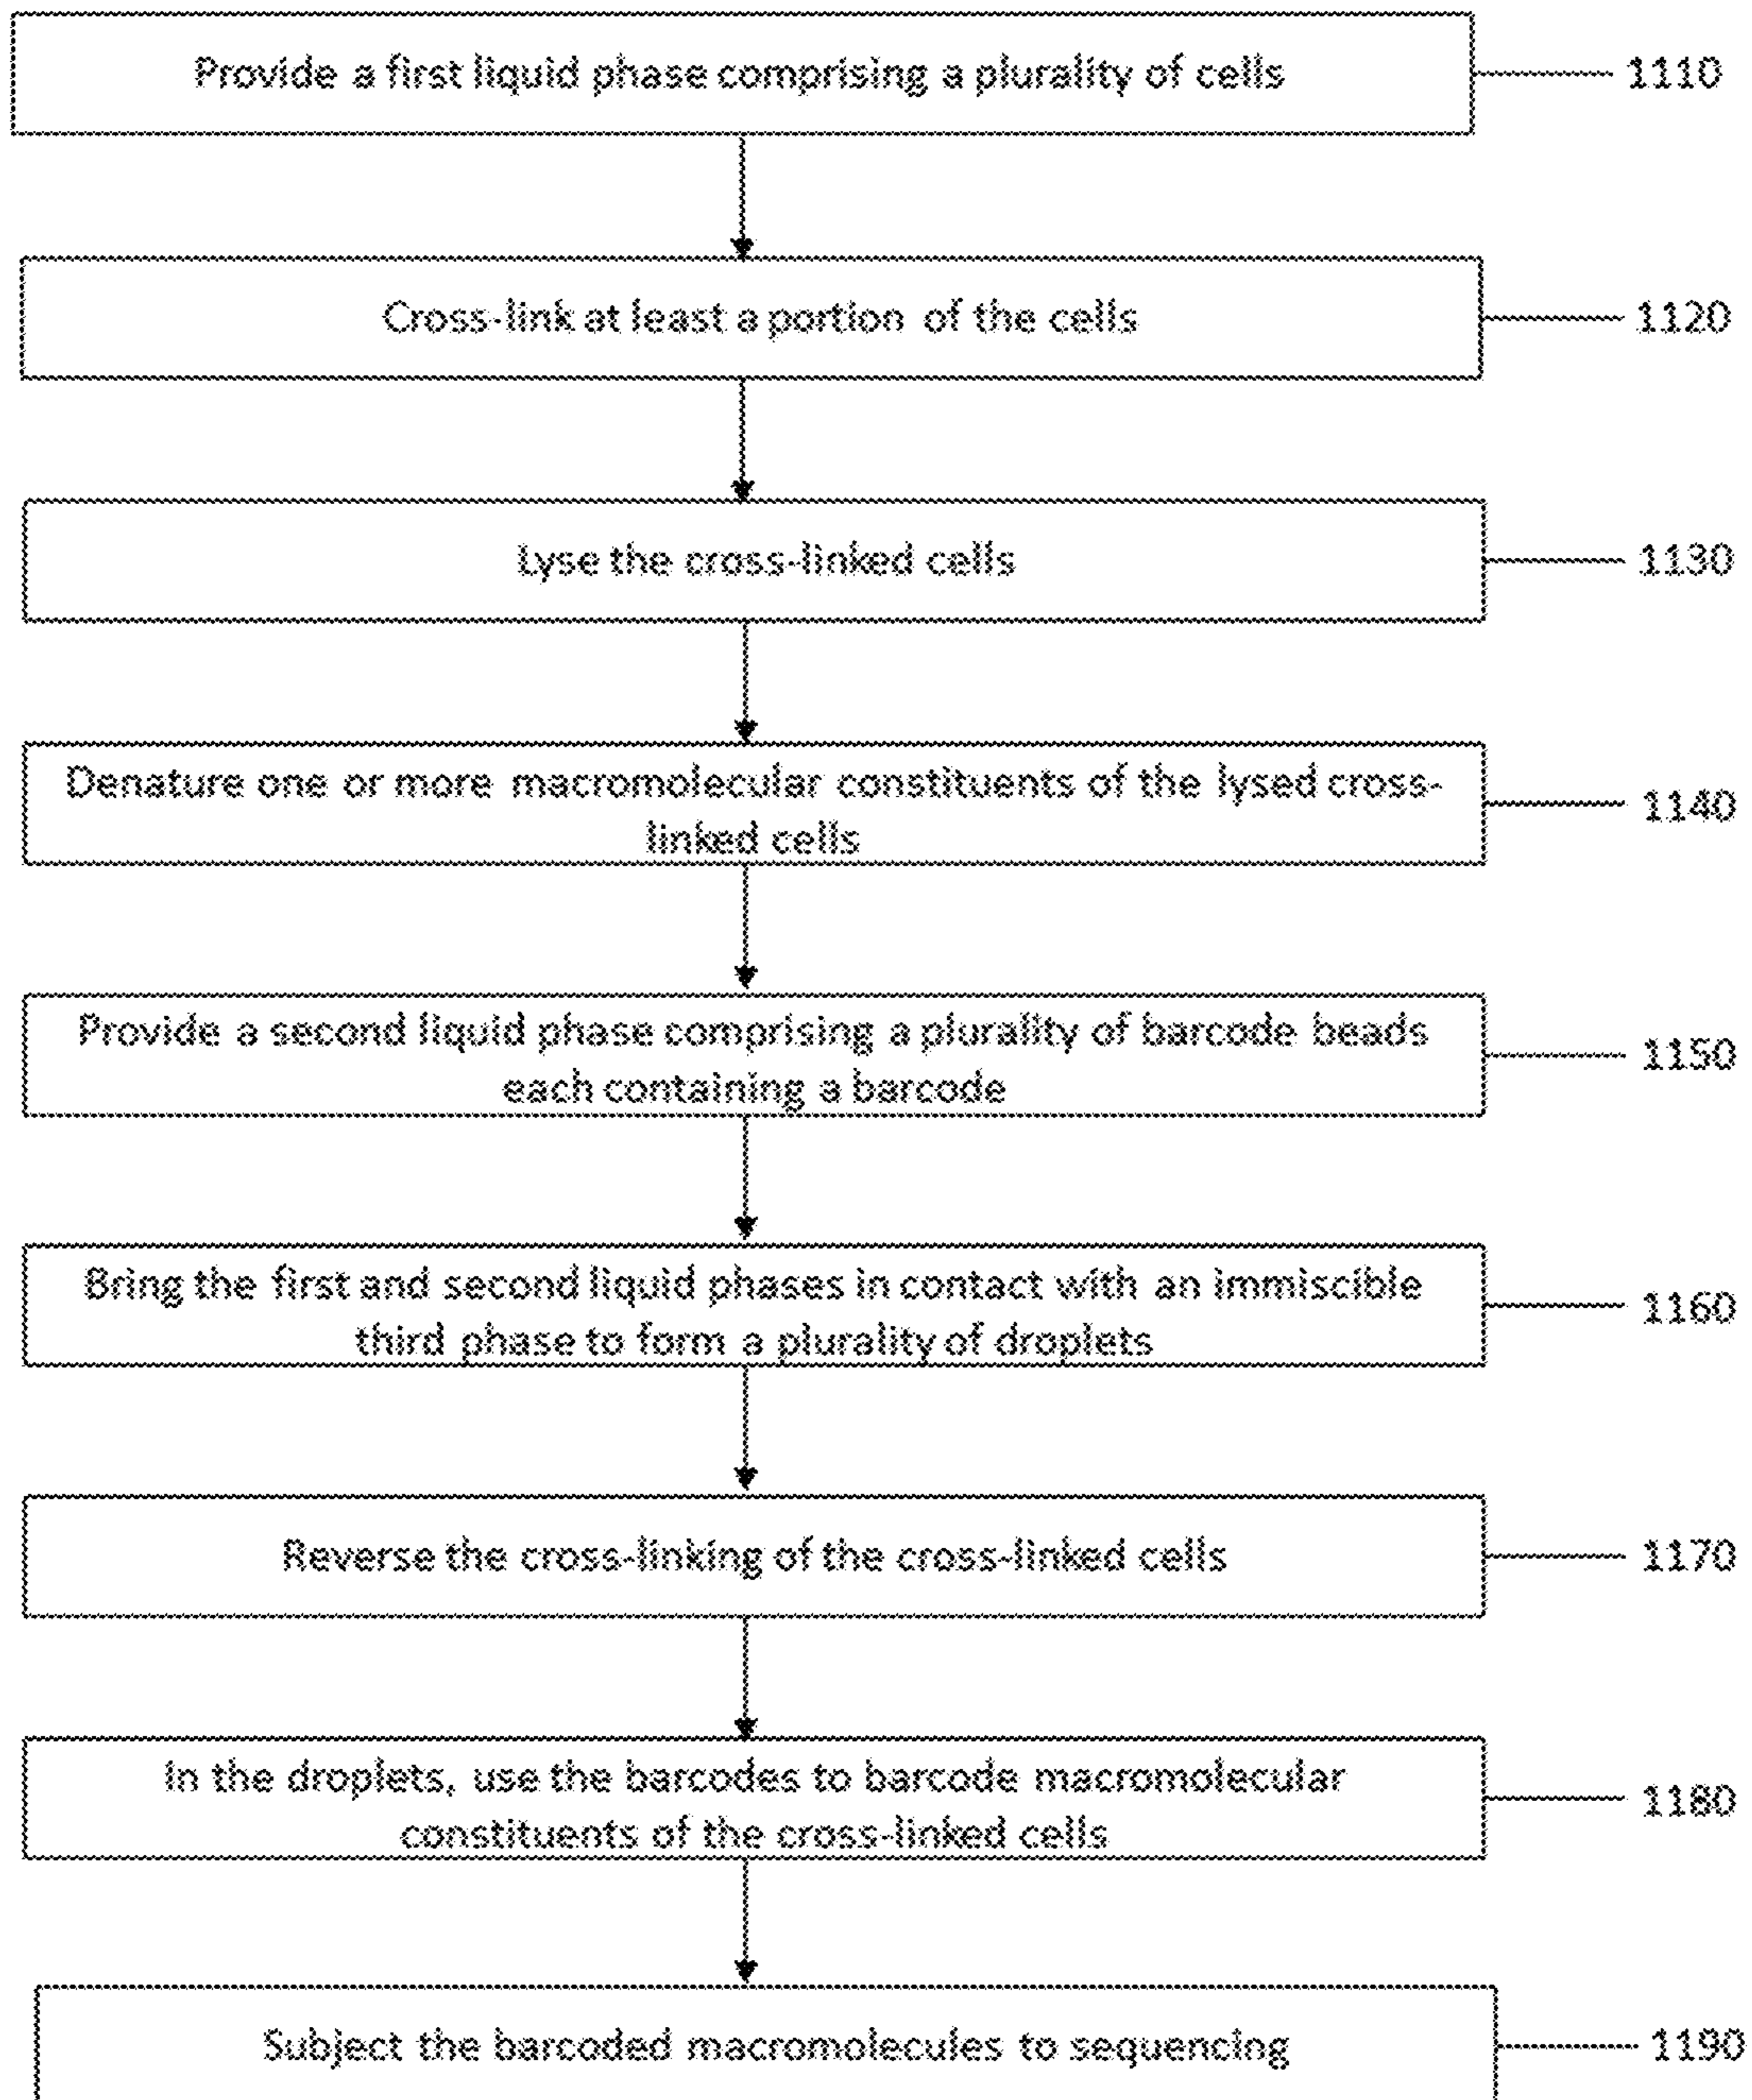 Provide a first liquid phase comprising a plurality of cells
1110
Cross-link at least a portion of the cells
1120
Lyse the cross-linked cells
1130
Denature one or more macromolecular constituents of the lysed cross-
linked cells
1140
Provide a second liquid phase comprising a plurality of barcode beads
each containing a barcode
1150
Bring the first and second liquid phases in contact with an immiscible
third phase to form a plurality of droplets
1160
Reverse the cross-linking of the cross-linked cells
1170
In the droplets, use the barcodes to barcode macromolecular
constituents of the cross-linked cells
1180
Subject the barcoded macromolecules to sequencing
1190